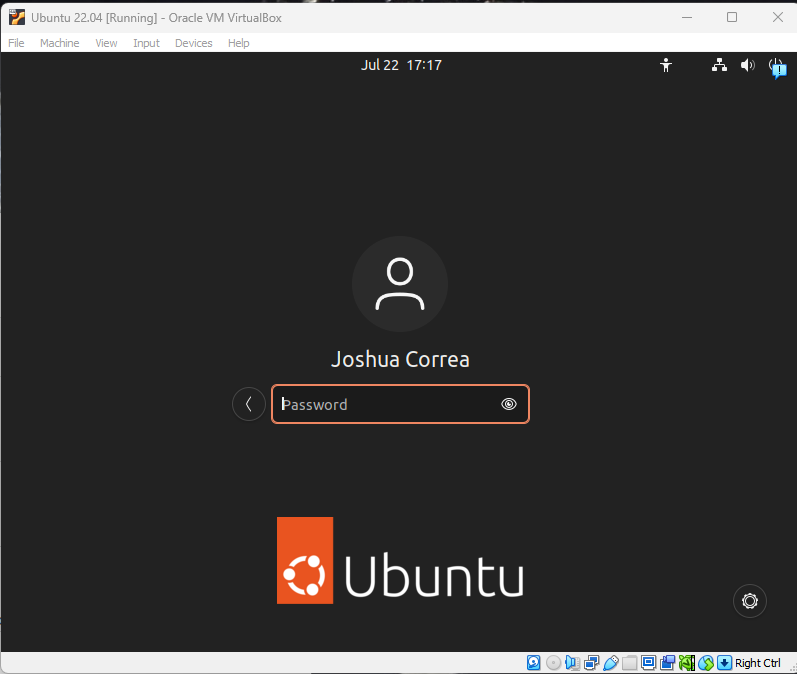 Ubuntu 22.04 [Running] - Oracle VM VirtualBox
File Machine View Input Devices Help
Jul 22 17:17
Joshua Correa
Password
Ubuntu
Right Ctrl